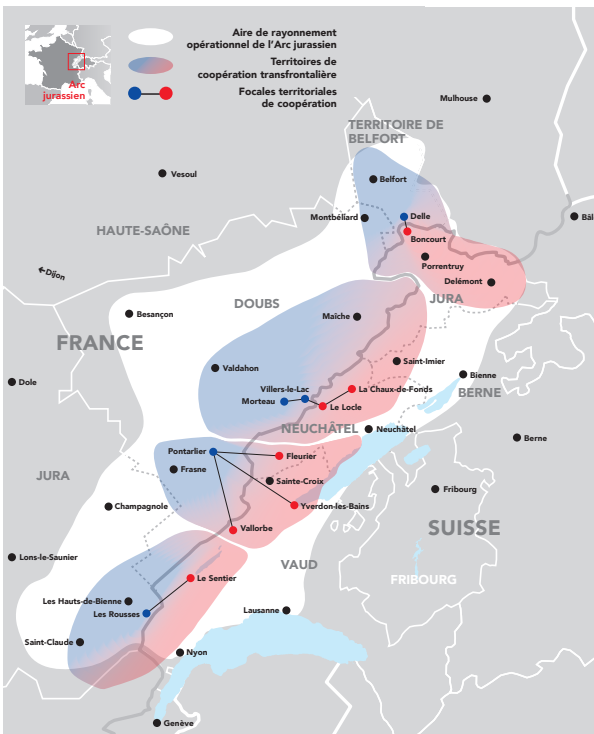 Aire de rayonnement
opérationnel de l'Arc jurassien
Territoires de
coopération transfrontalière
Focales territoriales
de coopération
Arc
jurassien
Mulhouse
TERRITOIRE DE
BELFORT
Vesoul
Belfort
Montbéliard
Delle
Bâl
HAUTE-SAÔNE
Boncourt
Porrentruy
←Dijon
Delémont
DOUBS
JURA
Besançon
Maîche
FRANCE
Saint-Imier
Valdahon
Bienne
Dole
Villers-le-Lac
La Chaux-de-Fonds
BERNE
Morteau
Le Locle
NEUCHÂTEL
Neuchâtel
Berne
Pontarlier
Fleurier
Frasne
JURA
Sainte-Croix
Fribourg
Champagnole
Yverdon-les-Bains
Vallorbe
SUISSE
Lons-le-Saunier
VAUD
Le Sentier
FRIBOURG
Les Hauts-de-Bienne
Les Rousses
Lausanne
Saint-Claude
Nyon
Genève